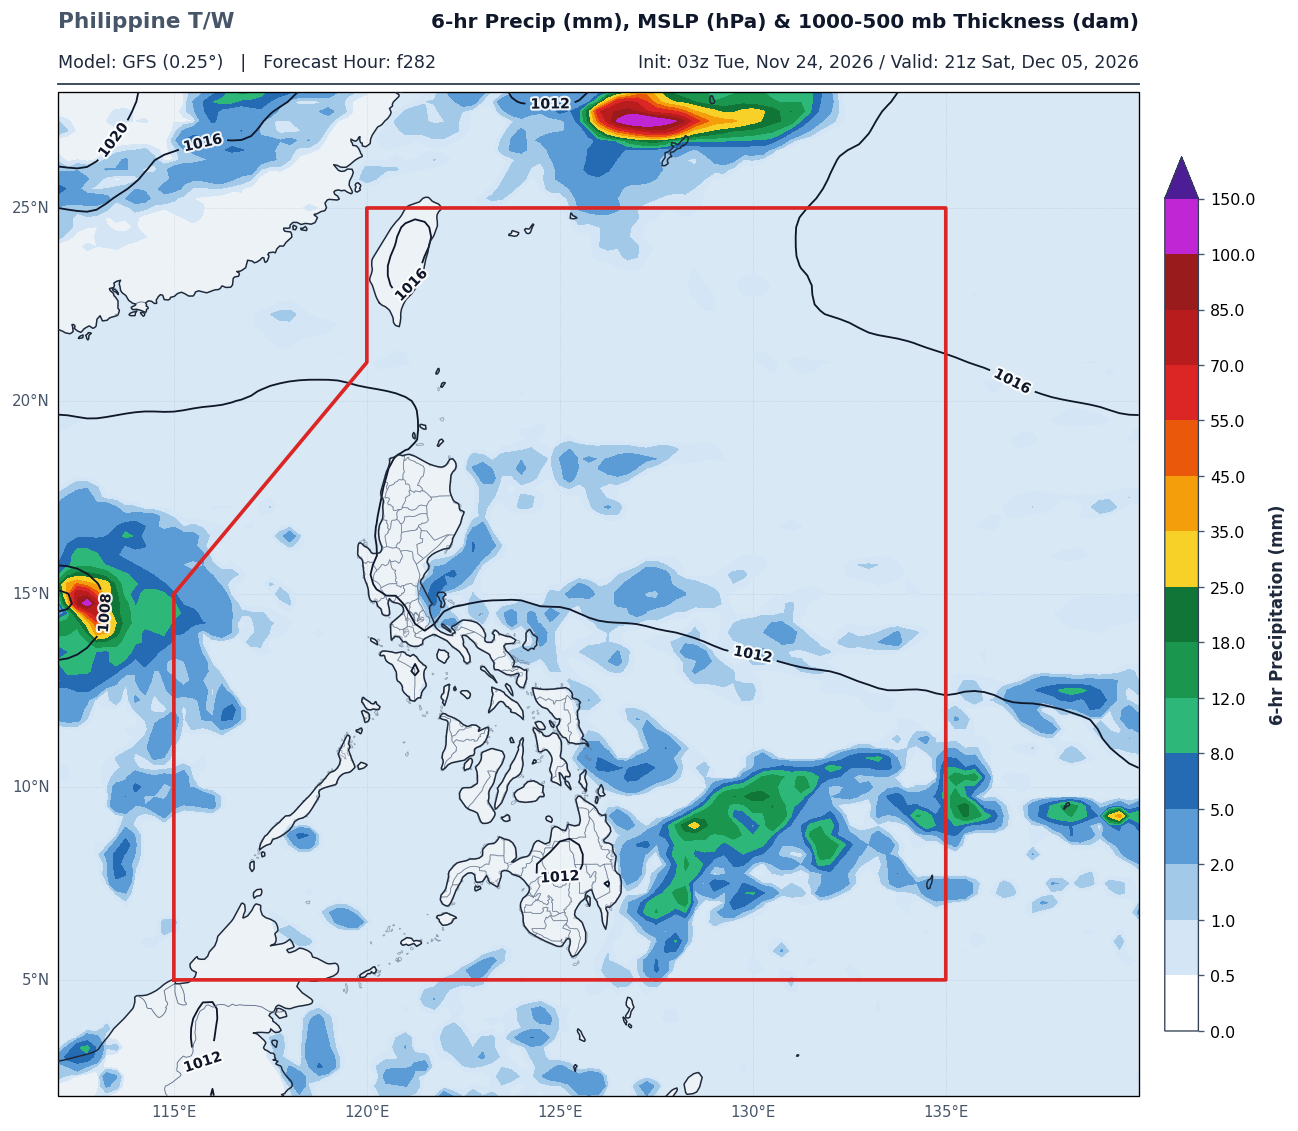 Philippine T/W
6-hr Precip (mm), MSLP (hPa) & 1000-500 mb Thickness (dam)
Model: GFS (0.25°) | Forecast Hour: f282
Init: 03z Tue, Nov 24, 2026 / Valid: 21z Sat, Dec 05, 2026
1012
1020
1016
25°N
1016
1016
20°N
15°N
1008
1012
10°N
1012
5°N
1012
115°E
120°E
125°E
130°E
135°E
150.0
100.0
85.0
70.0
55.0
45.0
35.0
25.0
18.0
12.0
8.0
5.0
2.0
1.0
0.5
0.0
6-hr Precipitation (mm)